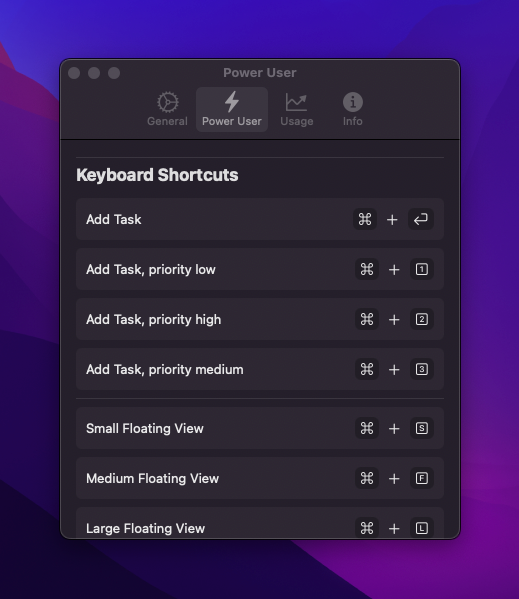 Power User
General Power User Usage Info
Keyboard Shortcuts
Add Task ⌘ + ↩
Add Task, priority low ⌘ + 1
Add Task, priority high ⌘ + 2
Add Task, priority medium ⌘ + 3
Small Floating View ⌘ + S
Medium Floating View ⌘ + F
Large Floating View ⌘ + L